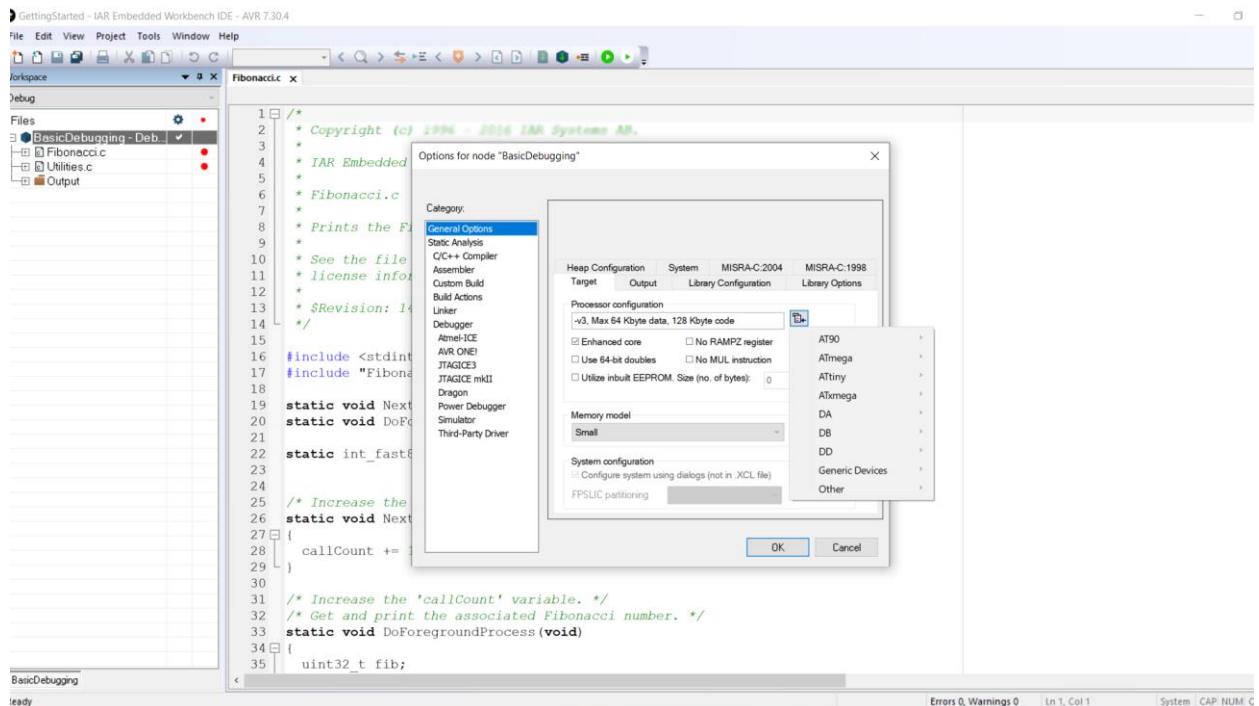 GettingStarted - IAR Embedded Workbench IDE - AVR 7.30.4
File Edit View Project Tools Window Help
Workspace
Fibonacci.c
Debug
Files
BasicDebugging - Deb...
Fibonacci.c
Utilities.c
Output
1 /*
2 * Copyright (c) 1996 - 2016 IAR Systems AB.
3 *
4 * IAR Embedded
5 *
6 * Fibonacci.c
7 *
8 * Prints the Fi
9 *
10 * See the file
11 * license infor
12 *
13 * $Revision: 14
14 */
15
16 #include <stdint
17 #include "Fibona
18
19 static void Next
20 static void DoFo
21
22 static int_fast8
23
24
25 /* Increase the
26 static void Next
27 {
28 callCount += 1
29 }
30
31 /* Increase the 'callCount' variable. */
32 /* Get and print the associated Fibonacci number. */
33 static void DoForegroundProcess(void)
34 {
35 uint32_t fib;
Options for node "BasicDebugging"
Category:
General Options
Static Analysis
C/C++ Compiler
Assembler
Custom Build
Build Actions
Linker
Debugger
Atmel-ICE
AVR ONE!
JTAGICE3
JTAGICE mkII
Dragon
Power Debugger
Simulator
Third-Party Driver
Heap Configuration System MISRA-C:2004 MISRA-C:1998
Target Output Library Configuration Library Options
Processor configuration
-v3, Max 64 Kbyte data, 128 Kbyte code
Enhanced core No RAMPZ register
Use 64-bit doubles No MUL instruction
Utilize inbuilt EEPROM. Size (no. of bytes): 0
Memory model
Small
System configuration
Configure system using dialogs (not in .XCL file)
FPSLIC partitioning
AT90
ATmega
ATtiny
ATxmega
DA
DB
DD
Generic Devices
Other
OK Cancel
BasicDebugging
Ready
Errors 0, Warnings 0 Ln 1, Col 1 System CAP NUM